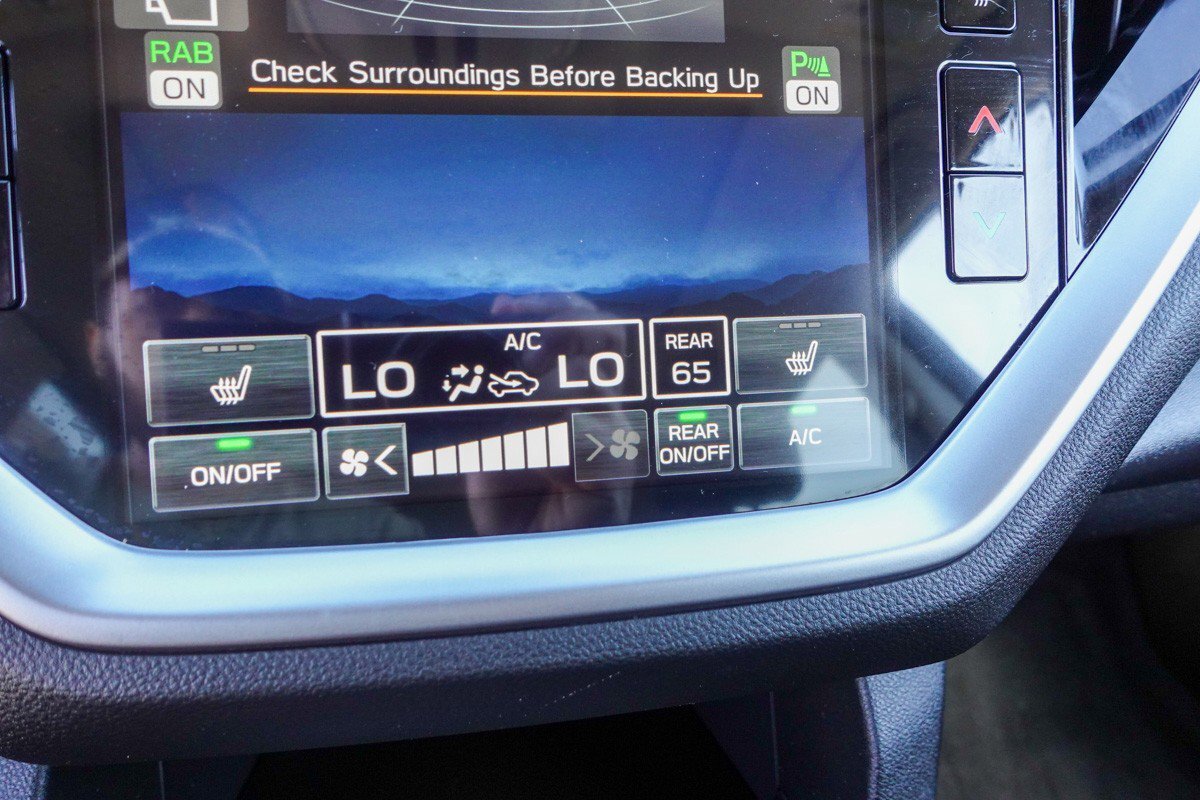 RAB
ON
Check Surroundings Before Backing Up
P
ON
A/C
LO
LO
REAR
65
ON/OFF
REAR
ON/OFF
A/C